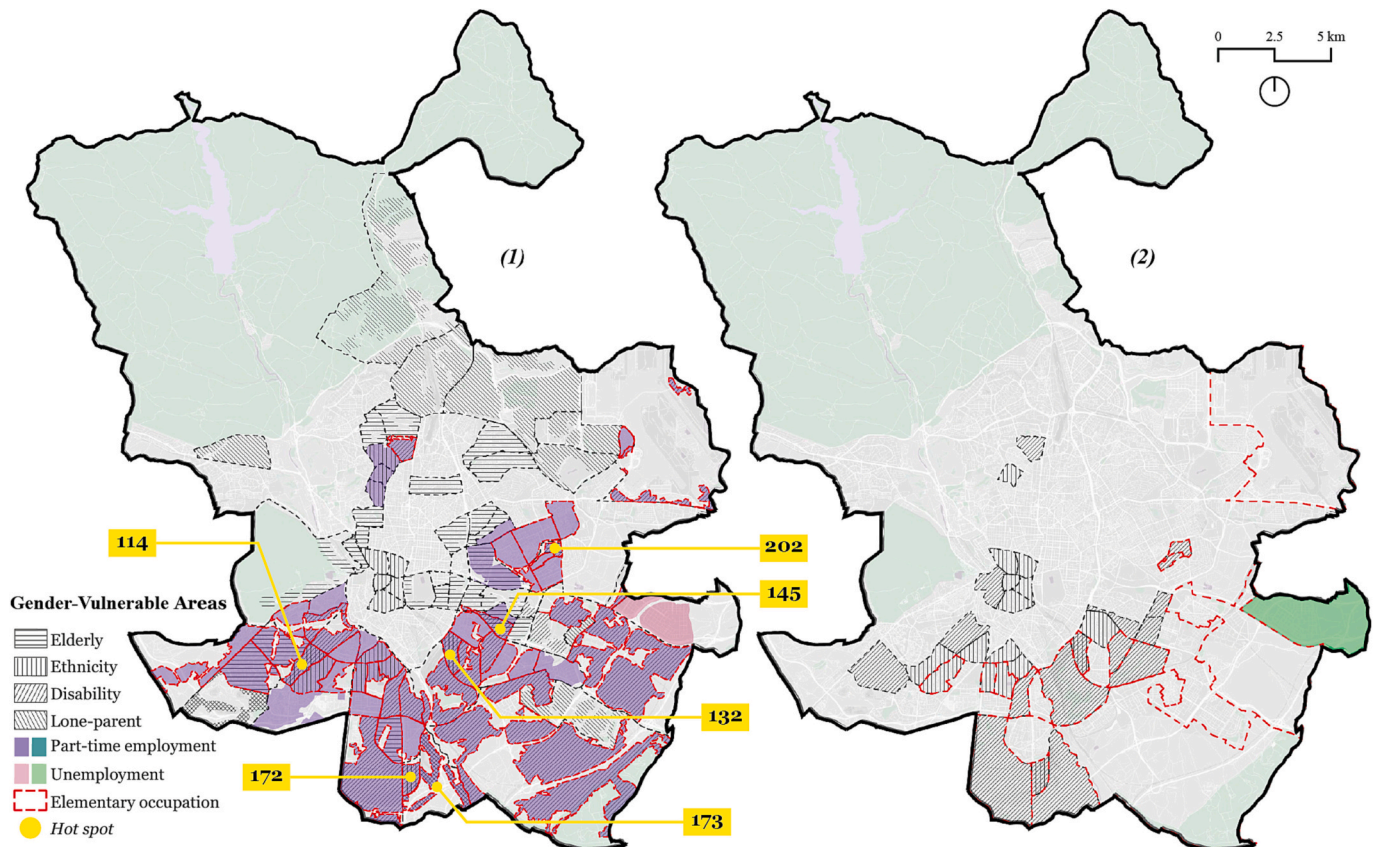 0 2.5 5 km
(1)
(2)
114
202
145
Gender-Vulnerable Areas
Elderly
Ethnicity
Disability
Lone-parent
132
Part-time employment
Unemployment
172
Elementary occupation
Hot spot
173